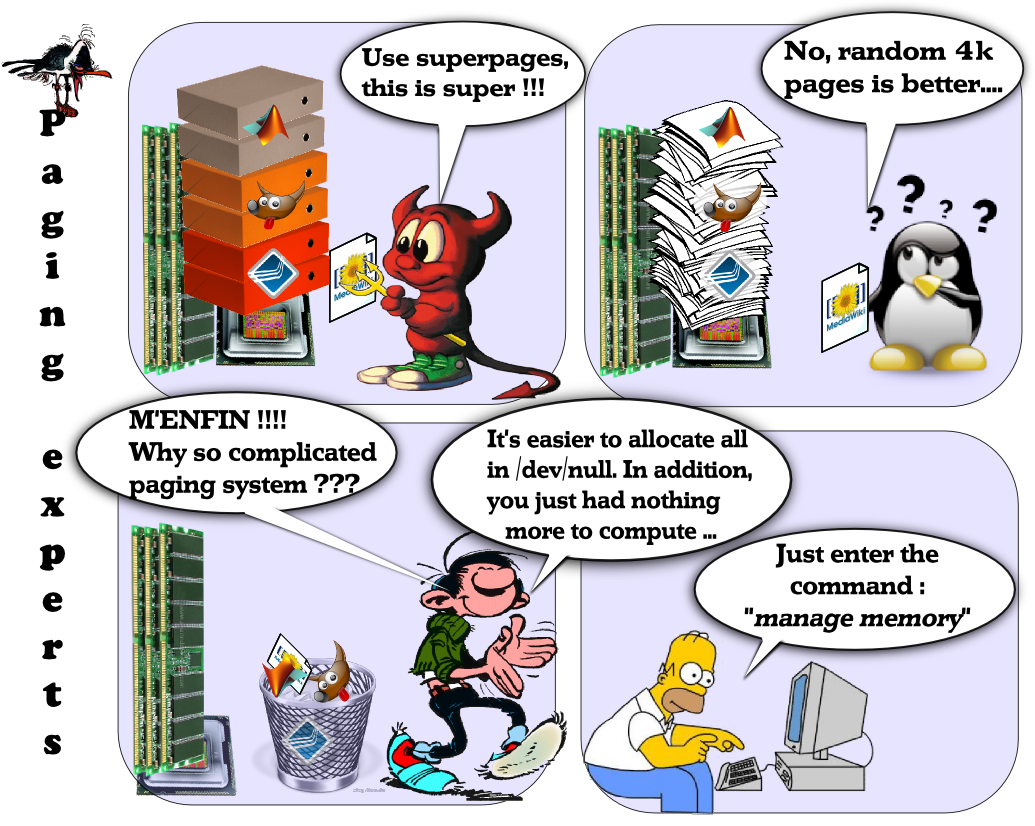 Paging experts
Use superpages,
this is super !!!
No, random 4k
pages is better....
? ? ? ?
MediaWiki
MediaWiki
M'ENFIN !!!!
Why so complicated
paging system ???
It's easier to allocate all
in /dev/null. In addition,
you just had nothing
more to compute ...
Just enter the
command :
"manage memory"